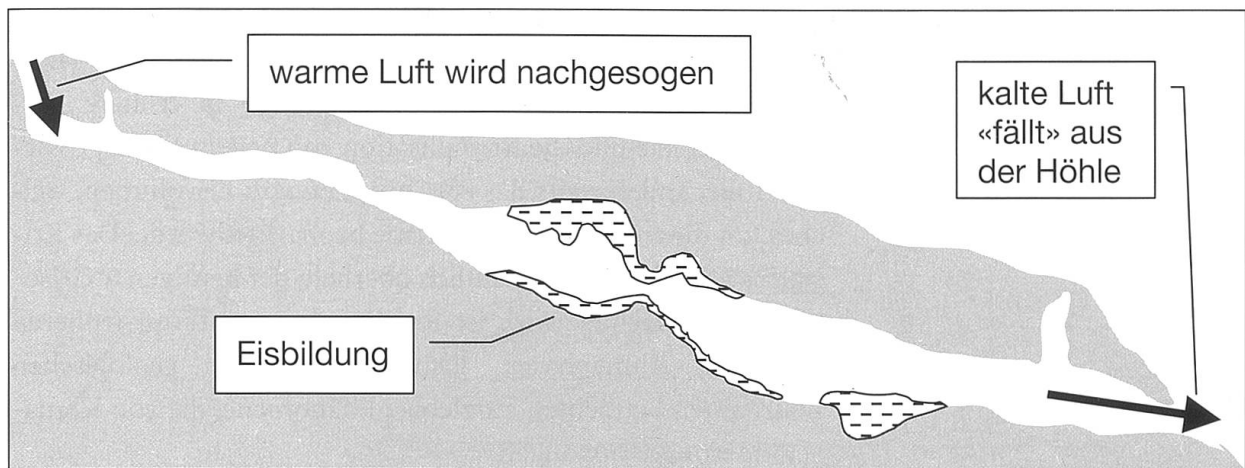 warme Luft wird nachgesogen
kalte Luft
«fällt» aus
der Höhle
Eisbildung